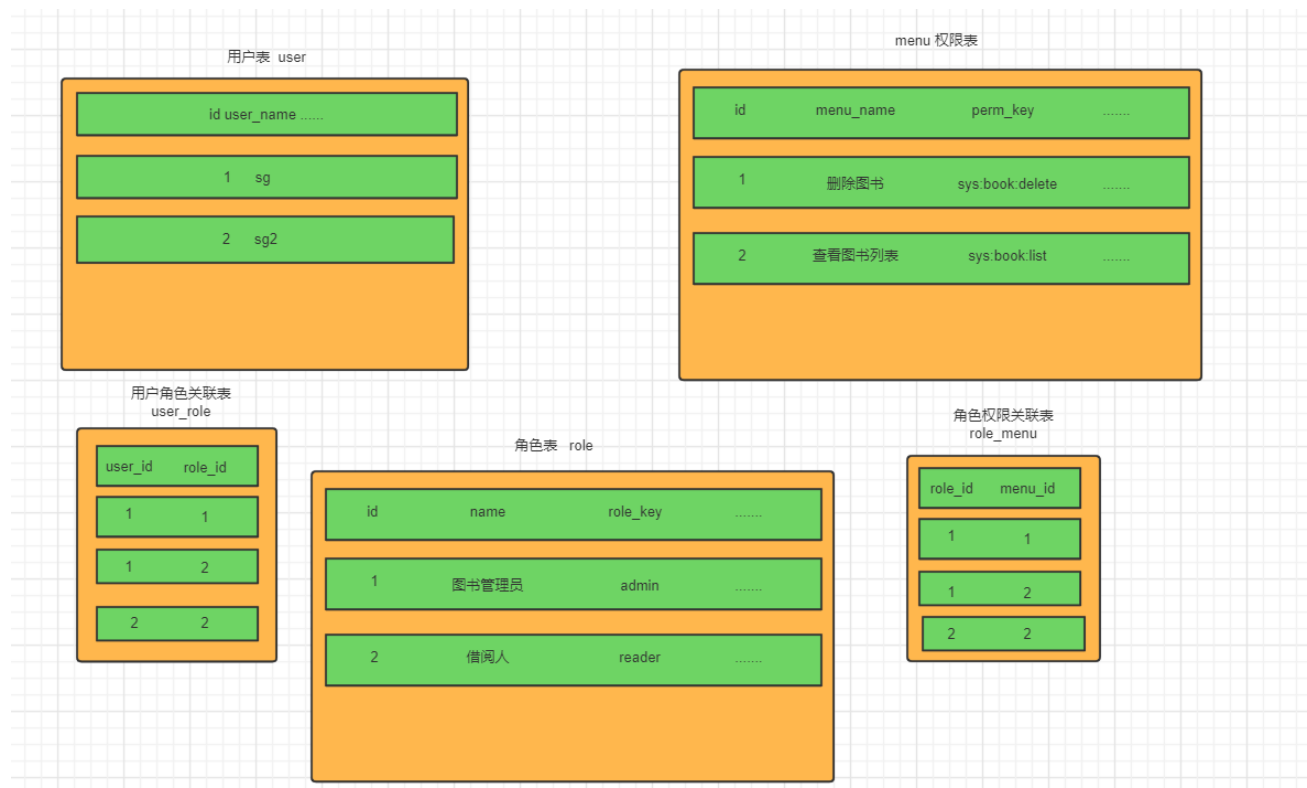 用户表 user
id user_name ......
1 sg
2 sg2
menu 权限表
id menu_name perm_key .......
1 删除图书 sys:book:delete .......
2 查看图书列表 sys:book:list .......
用户角色关联表
user_role
user_id role_id
1 1
1 2
2 2
角色表 role
id name role_key .......
1 图书管理员 admin .......
2 借阅人 reader .......
角色权限关联表
role_menu
role_id menu_id
1 1
1 2
2 2